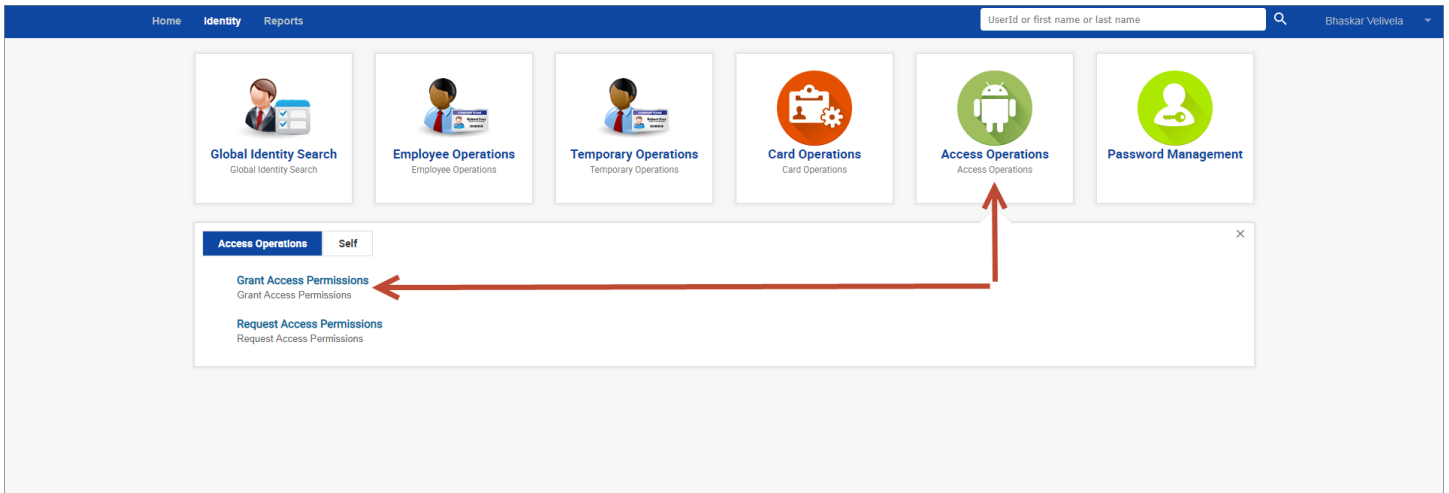 Home Identity Reports UserId or first name or last name Bhaskar Velivela
Global Identity Search
Global Identity Search
Employee Operations
Employee Operations
Temporary Operations
Temporary Operations
Card Operations
Card Operations
Access Operations
Access Operations
Password Management
Access Operations Self
Grant Access Permissions
Grant Access Permissions
Request Access Permissions
Request Access Permissions